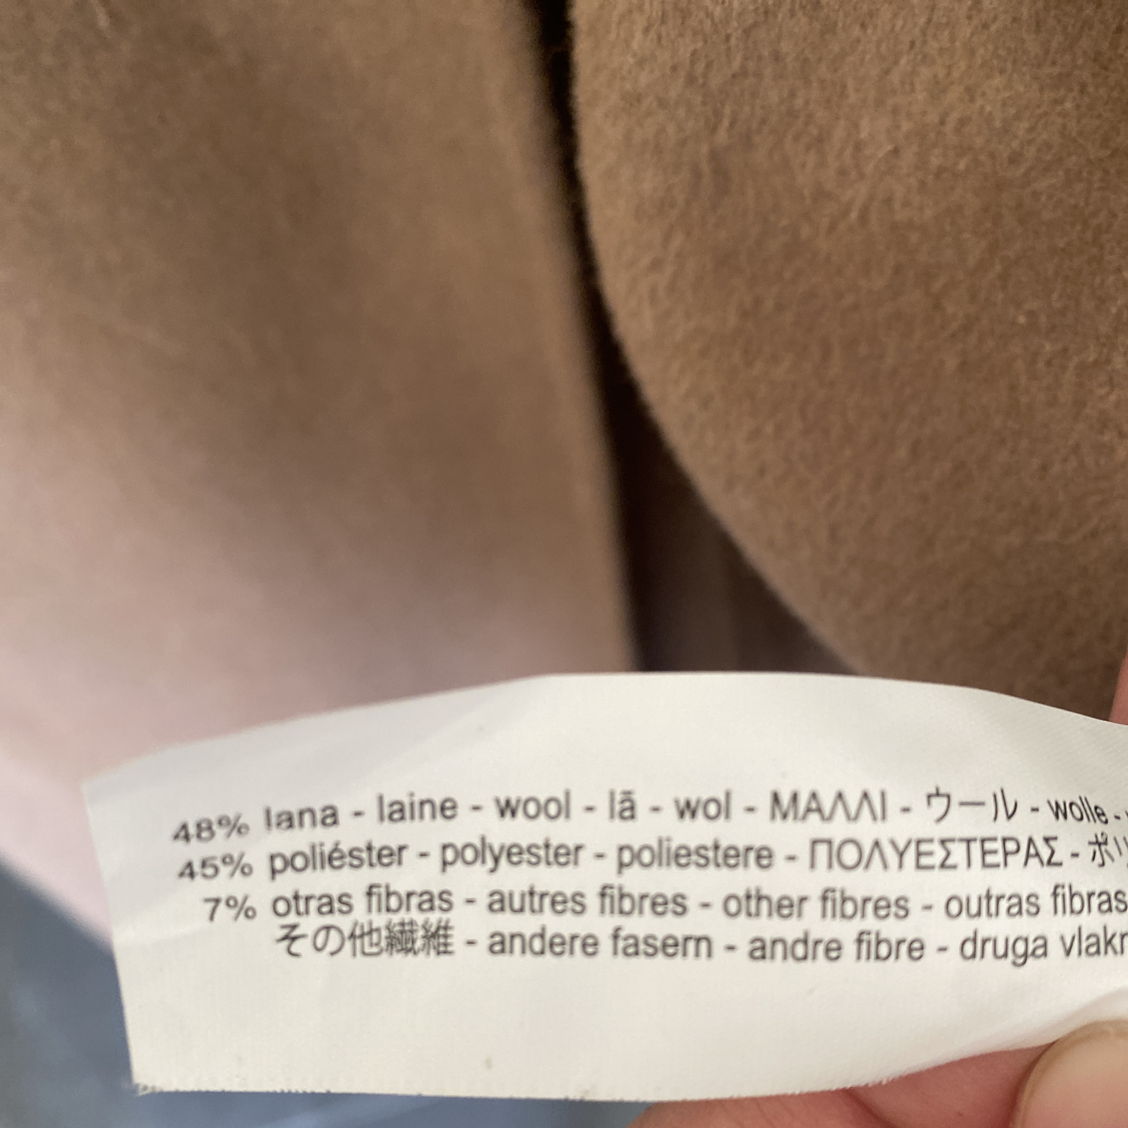 48% lana - laine - wool - lã - wol - ΜΑΛΛΙ - ウール - wolle -
45% poliéster - polyester - poliestere - ΠΟΛΥΕΣΤΕΡΑΣ -
7% otras fibras - autres fibres - other fibres - outras fibras
その他繊維 - andere fasern - andre fibre - druga